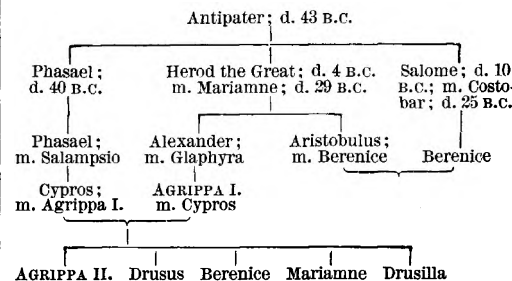 Antipater; d. 43 B.C.
Phasael; Herod the Great; d. 4 B.C. Salome; d. 10
d. 40 B.C. m. Mariamne; d. 29 B.C. B.C.; m. Costo-
bar; d. 25 B.C.
Phasael; Alexander; Aristobulus;
m. Salampsio m. Glaphyra m. Berenice Berenice
Cypros; AGRIPPA I.
m. Agrippa I. m. Cypros
AGRIPPA II. Drusus Berenice Mariamne Drusilla